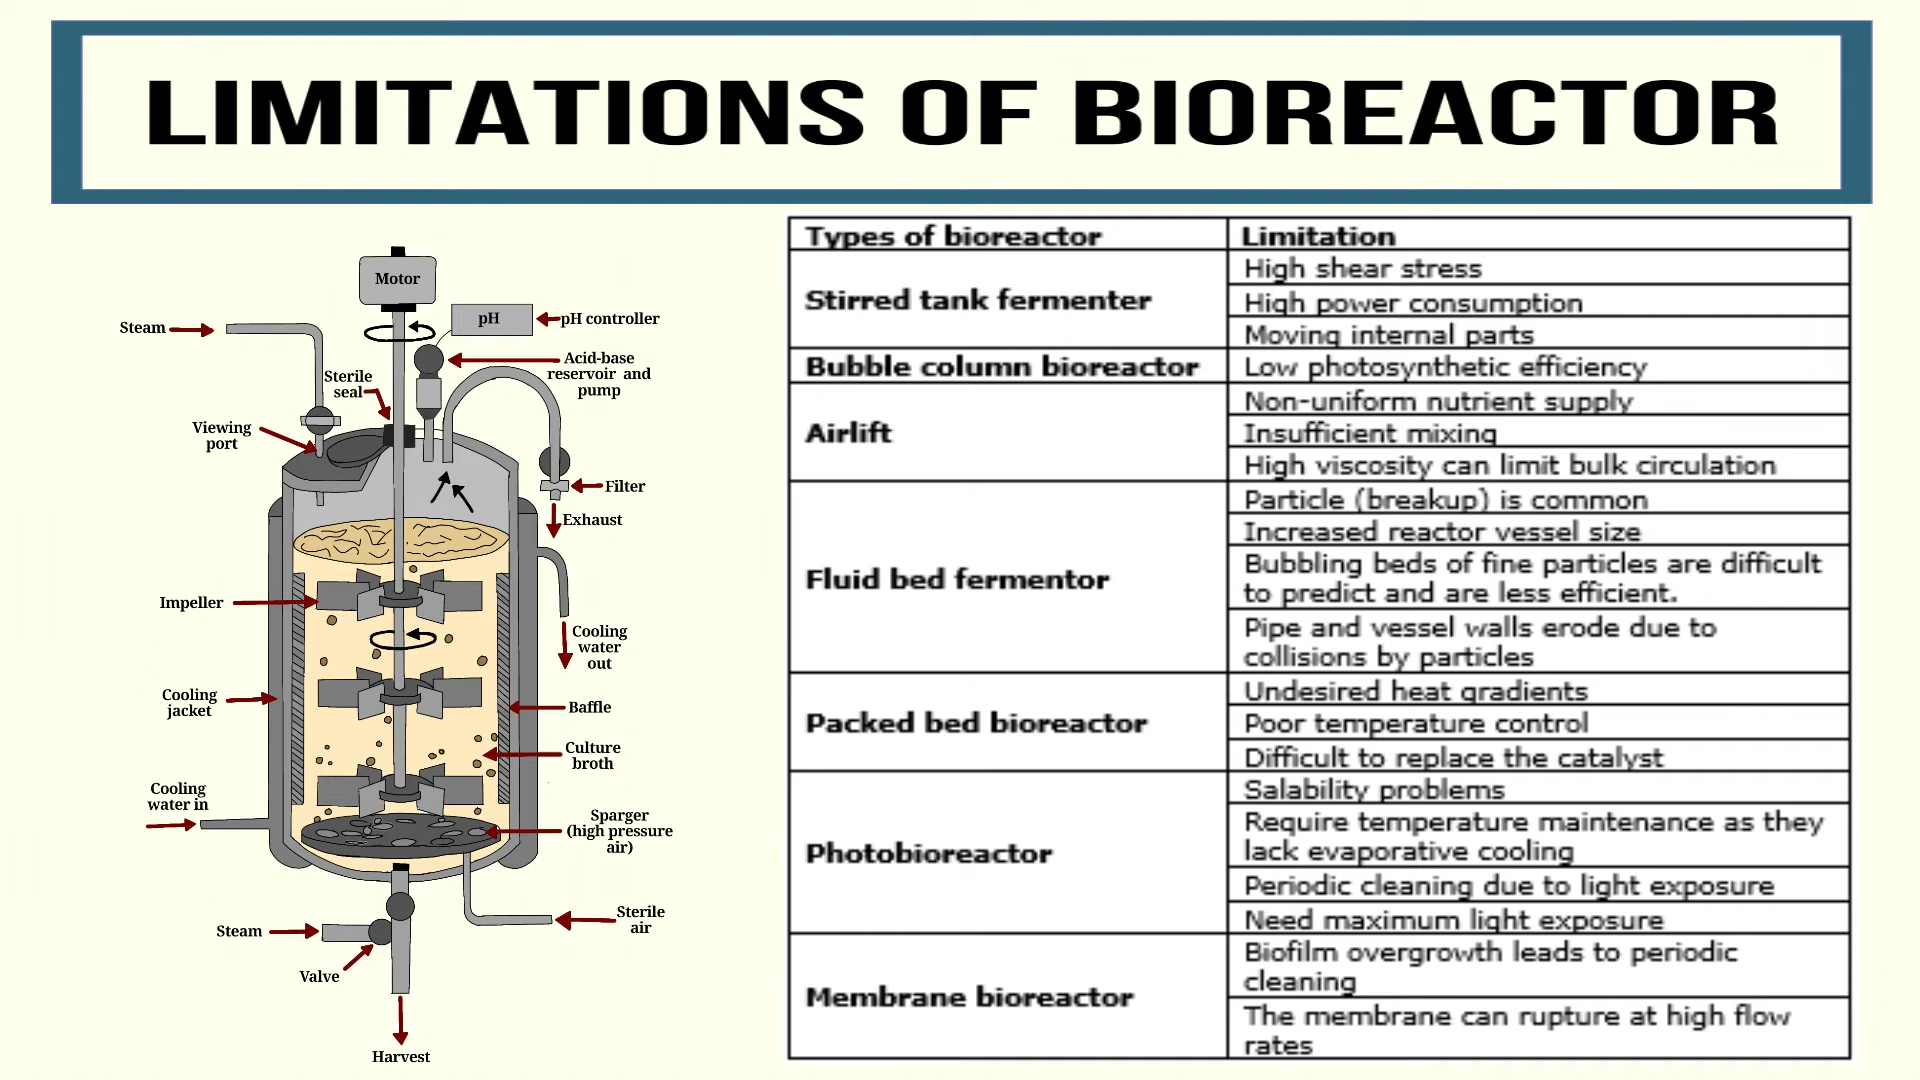 LIMITATIONS OF BIOREACTOR
Motor
pH
pH controller
Steam
Acid-base
reservoir and
pump
Sterile
seal
Viewing
port
Filter
Exhaust
Impeller
Cooling
water
out
Cooling
jacket
Baffle
Culture
broth
Cooling
water in
Sparger
(high pressure
air)
Steam
Sterile
air
Valve
Harvest
Types of bioreactor
Limitation
Stirred tank fermenter
High shear stress
High power consumption
Moving internal parts
Bubble column bioreactor
Low photosynthetic efficiency
Airlift
Non-uniform nutrient supply
Insufficient mixing
High viscosity can limit bulk circulation
Fluid bed fermentor
Particle (breakup) is common
Increased reactor vessel size
Bubbling beds of fine particles are difficult
to predict and are less efficient.
Pipe and vessel walls erode due to
collisions by particles
Packed bed bioreactor
Undesired heat gradients
Poor temperature control
Difficult to replace the catalyst
Photobioreactor
Salability problems
Require temperature maintenance as they
lack evaporative cooling
Periodic cleaning due to light exposure
Need maximum light exposure
Membrane bioreactor
Biofilm overgrowth leads to periodic
cleaning
The membrane can rupture at high flow
rates